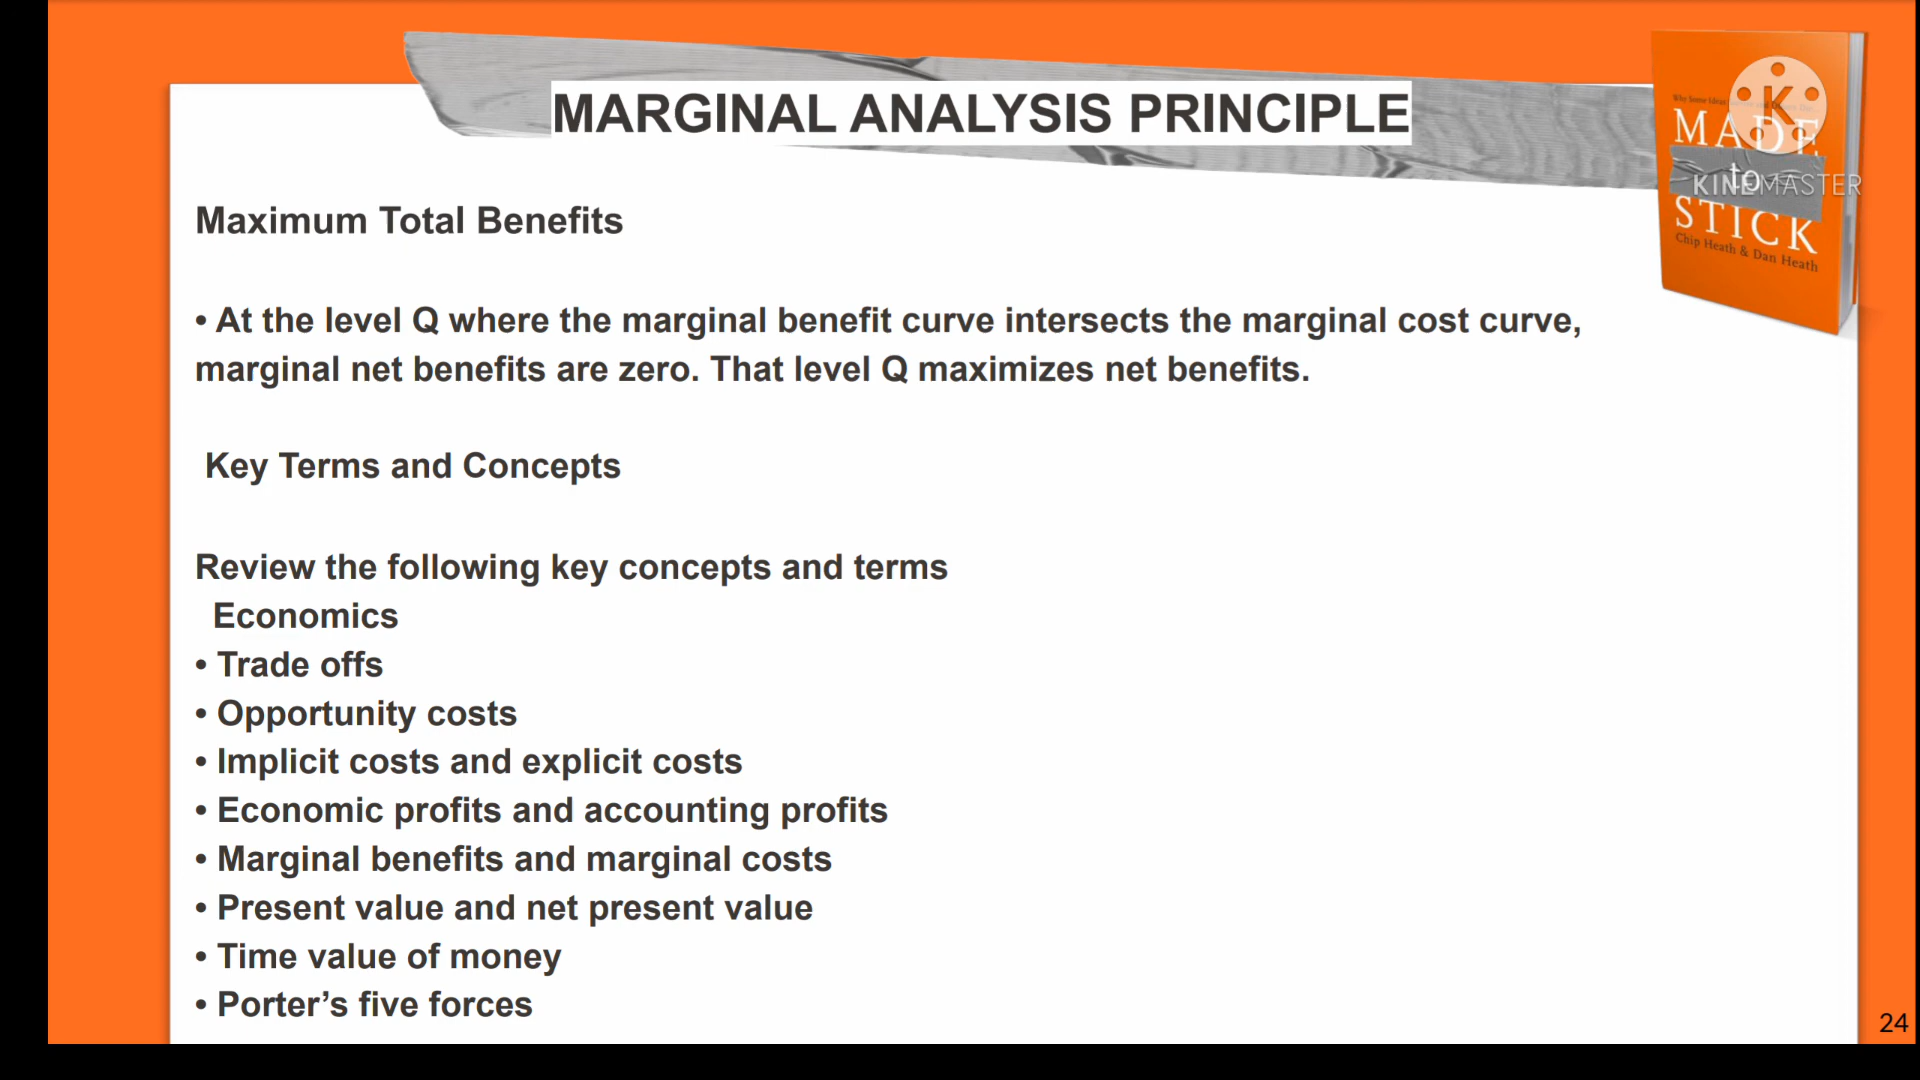 MARGINAL ANALYSIS PRINCIPLE
Maximum Total Benefits
• At the level Q where the marginal benefit curve intersects the marginal cost curve,
marginal net benefits are zero. That level Q maximizes net benefits.
Key Terms and Concepts
Review the following key concepts and terms
Economics
• Trade offs
• Opportunity costs
• Implicit costs and explicit costs
• Economic profits and accounting profits
• Marginal benefits and marginal costs
• Present value and net present value
• Time value of money
• Porter’s five forces
MADE
to
STICK
Chip Heath & Dan Heath
K
KINEMASTER
24